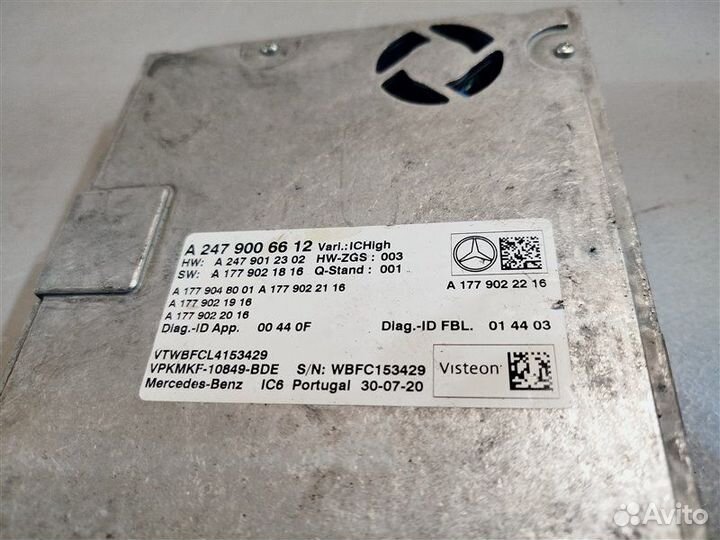 A 247 900 66 12 Vari.:ICHigh
HW: A 247 901 23 02 HW-ZGS : 003
SW: A 177 902 18 16 Q-Stand : 001
A 177 904 80 01 A 177 902 21 16
A 177 902 22 16
A 177 902 19 16
A 177 902 20 16
Diag.-ID App. 00 44 0F Diag.-ID FBL. 01 44 03
VTWBFCL4153429
VPKMKF-10849-BDE S/N: WBFC153429
Mercedes-Benz IC6 Portugal 30-07-20
Visteon
Avito